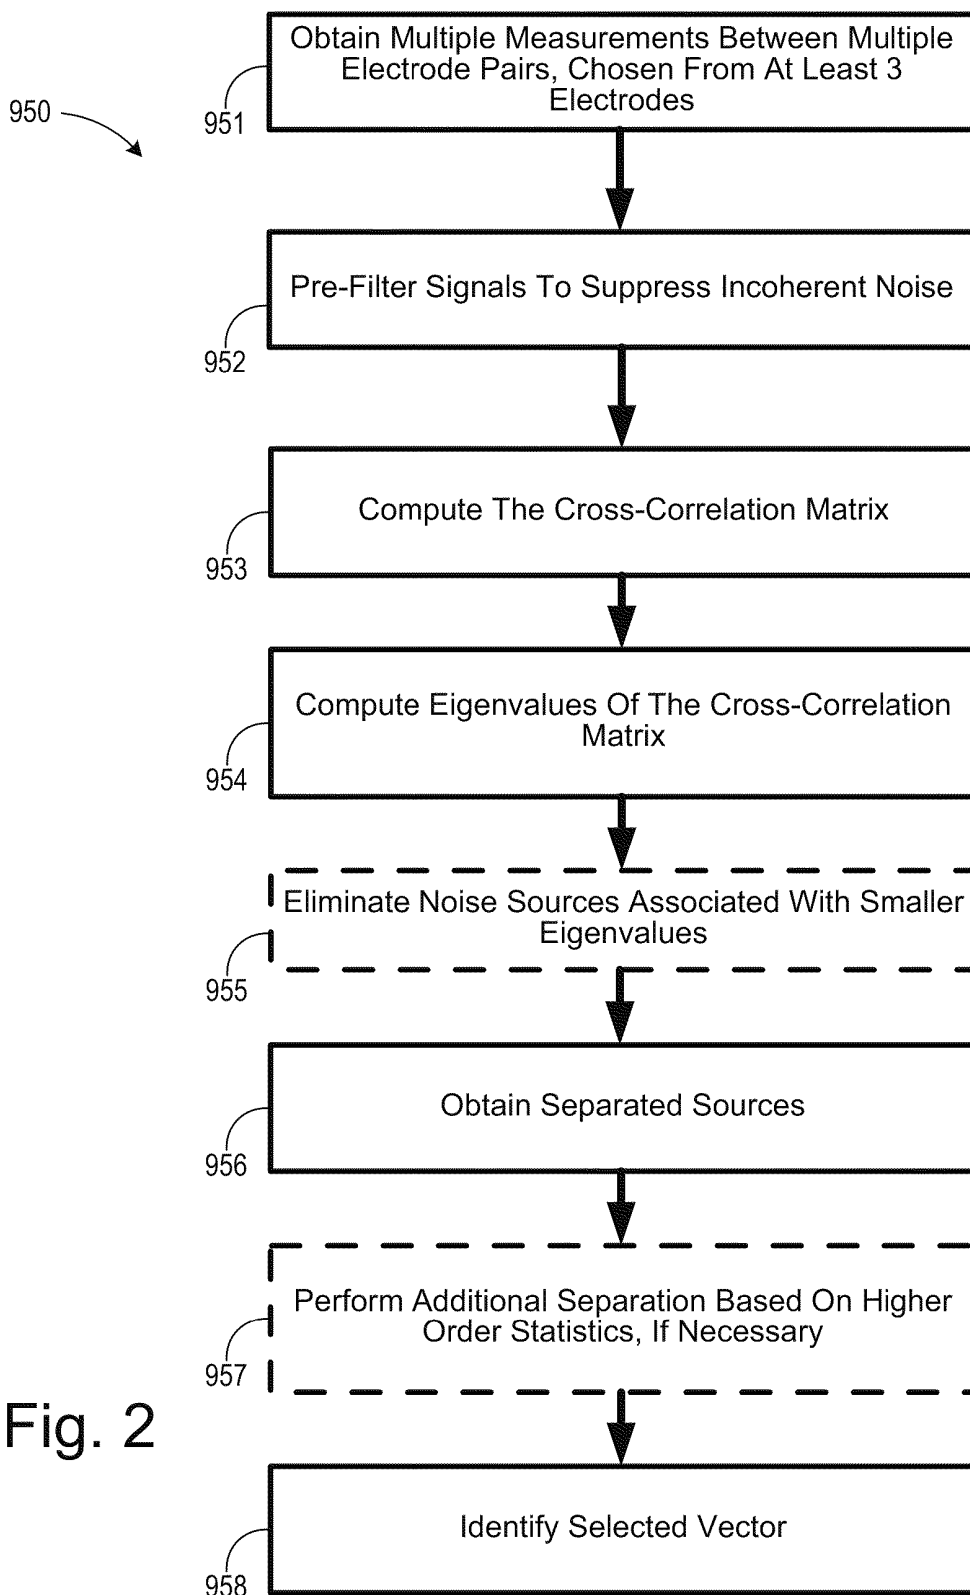 950
Obtain Multiple Measurements Between Multiple
Electrode Pairs, Chosen From At Least 3
Electrodes
951
Pre-Filter Signals To Suppress Incoherent Noise
952
Compute The Cross-Correlation Matrix
953
Compute Eigenvalues Of The Cross-Correlation
Matrix
954
Eliminate Noise Sources Associated With Smaller
Eigenvalues
955
Obtain Separated Sources
956
Perform Additional Separation Based On Higher
Order Statistics, If Necessary
957
Fig. 2
Identify Selected Vector
958